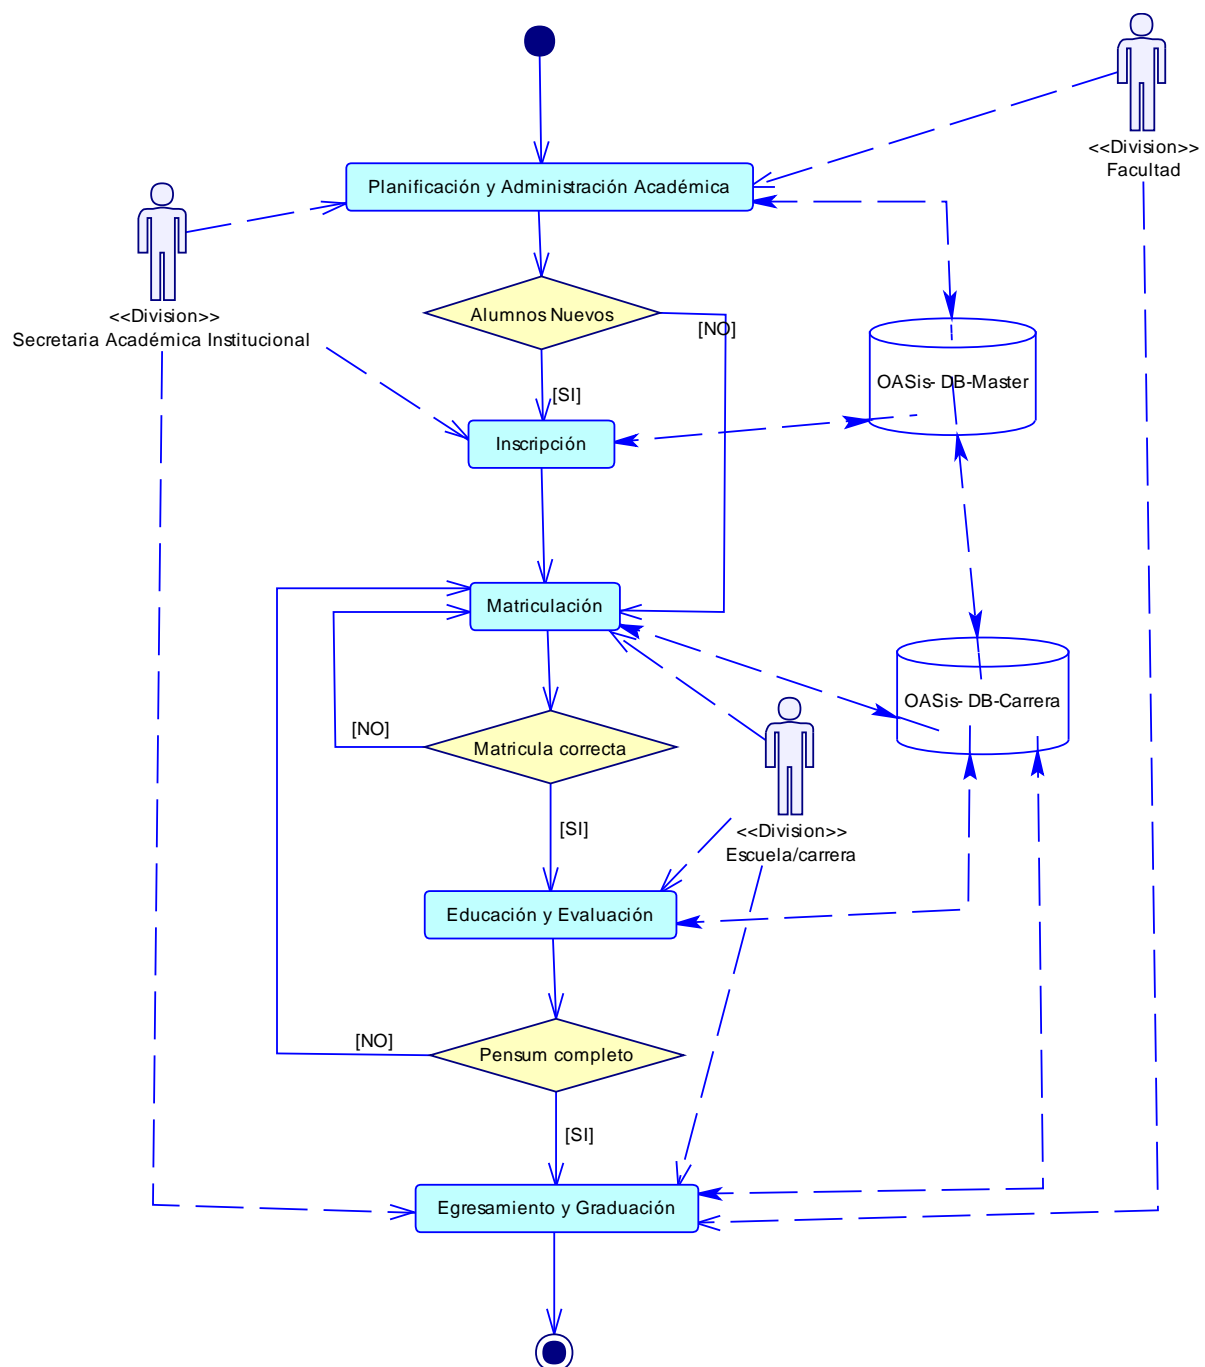 <<Division>>
Facultad
Planificación y Administración Académica
<<Division>>
Secretaria Académica Institucional
Alumnos Nuevos
[NO]
[SI]
OASis- DB-Master
Inscripción
Matriculación
OASis- DB-Carrera
[NO]
Matricula correcta
[SI]
<<Division>>
Escuela/carrera
Educación y Evaluación
[NO]
Pensum completo
[SI]
Egresamiento y Graduación